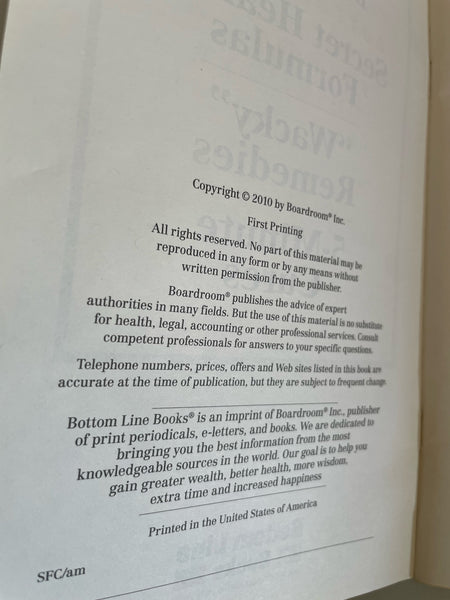 Secret Hea
Formulas
"Wacky"
Remedies
Copyright © 2010 by Boardroom® Inc.
First Printing
All rights reserved. No part of this material may be
reproduced in any form or by any means without
written permission from the publisher.
Boardroom® publishes the advice of expert
authorities in many fields. But the use of this material is no substitute
for health, legal, accounting or other professional services. Consult
competent professionals for answers to your specific questions.
Telephone numbers, prices, offers and Web sites listed in this book are
accurate at the time of publication, but they are subject to frequent change.
Bottom Line Books® is an imprint of Boardroom® Inc., publisher
of print periodicals, e-letters, and books. We are dedicated to
bringing you the best information from the most
knowledgeable sources in the world. Our goal is to help you
gain greater wealth, better health, more wisdom,
extra time and increased happiness
Printed in the United States of America
SFC/am